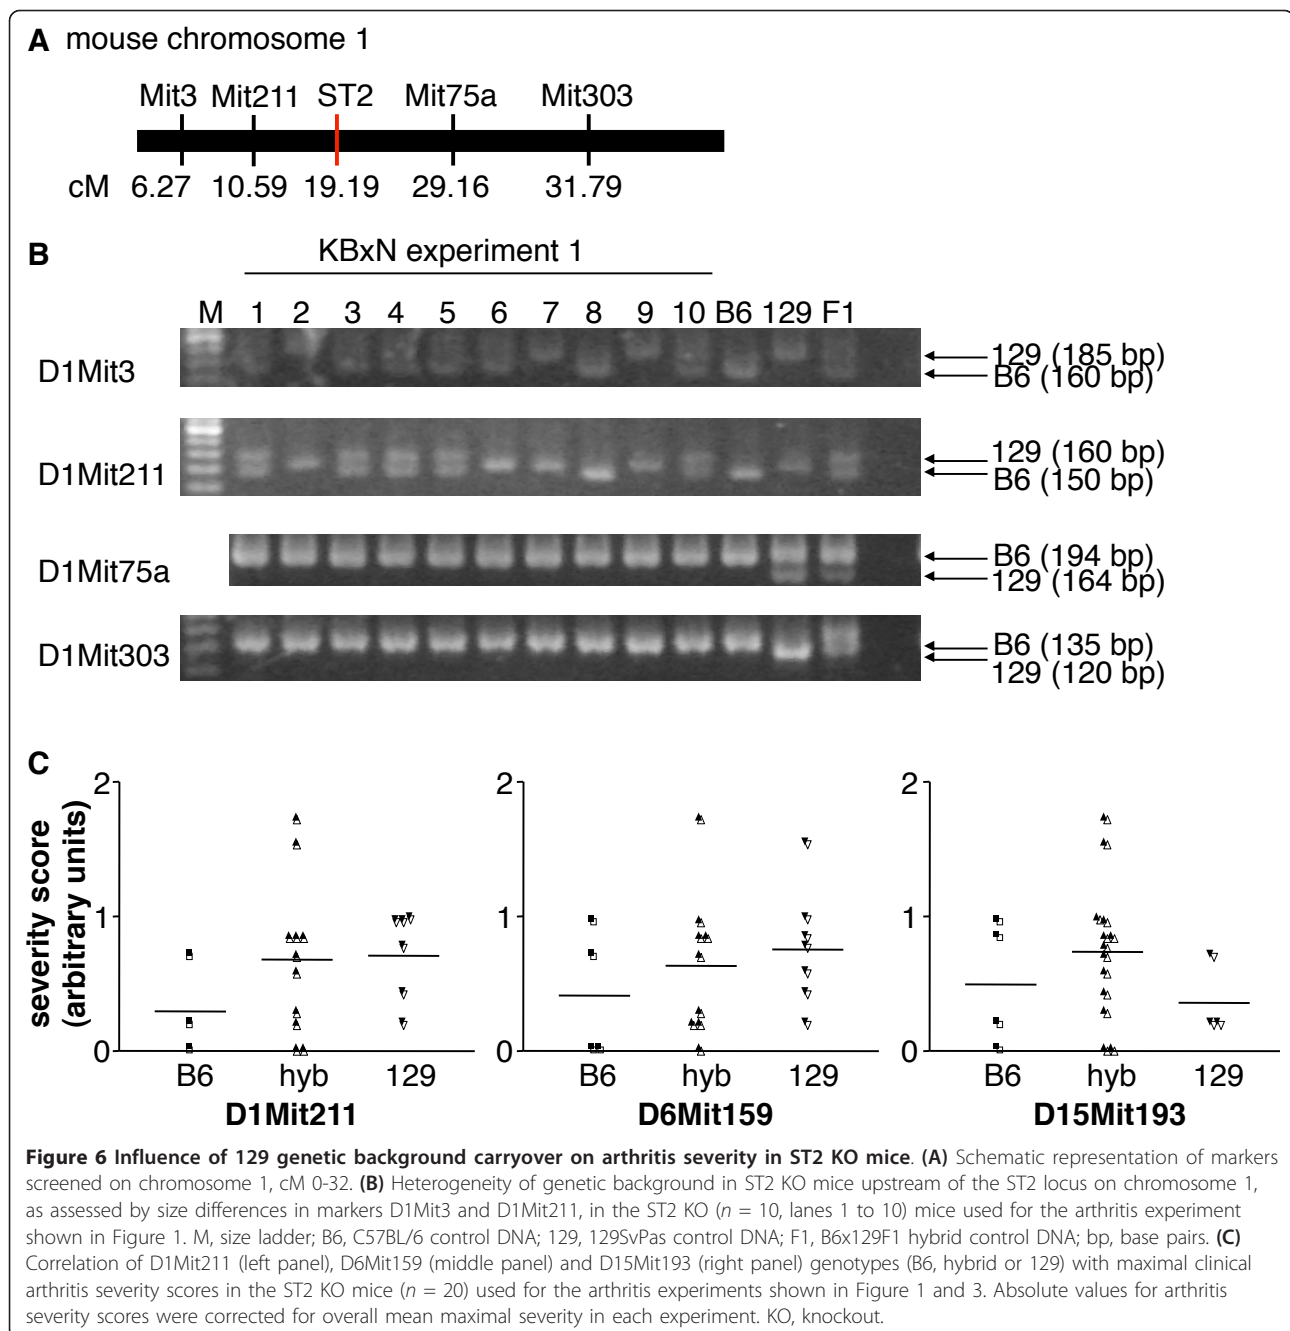 A mouse chromosome 1
Mit3 Mit211 ST2 Mit75a Mit303
cM 6.27 10.59 19.19 29.16 31.79
B
KBxN experiment 1
M 1 2 3 4 5 6 7 8 9 10 B6 129 F1
D1Mit3
129 (185 bp)
B6 (160 bp)
D1Mit211
129 (160 bp)
B6 (150 bp)
D1Mit75a
B6 (194 bp)
129 (164 bp)
D1Mit303
B6 (135 bp)
129 (120 bp)
C
severity score
(arbitrary units)
2
1
0
B6 hyb 129
D1Mit211
2
1
0
B6 hyb 129
D6Mit159
2
1
0
B6 hyb 129
D15Mit193
Figure 6 Influence of 129 genetic background carryover on arthritis severity in ST2 KO mice. (A) Schematic representation of markers
screened on chromosome 1, cM 0-32. (B) Heterogeneity of genetic background in ST2 KO mice upstream of the ST2 locus on chromosome 1,
as assessed by size differences in markers D1Mit3 and D1Mit211, in the ST2 KO (n = 10, lanes 1 to 10) mice used for the arthritis experiment
shown in Figure 1. M, size ladder; B6, C57BL/6 control DNA; 129, 129SvPas control DNA; F1, B6x129F1 hybrid control DNA; bp, base pairs. (C)
Correlation of D1Mit211 (left panel), D6Mit159 (middle panel) and D15Mit193 (right panel) genotypes (B6, hybrid or 129) with maximal clinical
arthritis severity scores in the ST2 KO mice (n = 20) used for the arthritis experiments shown in Figure 1 and 3. Absolute values for arthritis
severity scores were corrected for overall mean maximal severity in each experiment. KO, knockout.